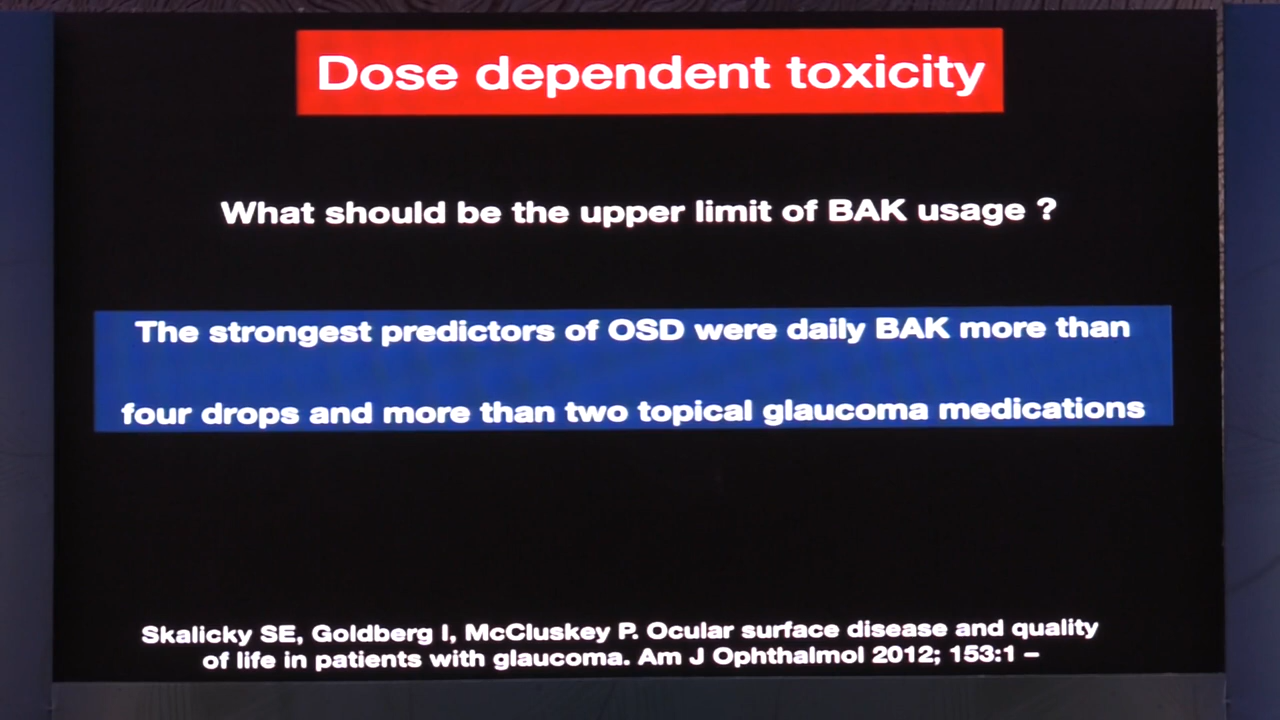 Dose dependent toxicity
What should be the upper limit of BAK usage ?
The strongest predictors of OSD were daily BAK more than
four drops and more than two topical glaucoma medications
Skalicky SE, Goldberg I, McCluskey P. Ocular surface disease and quality
of life in patients with glaucoma. Am J Ophthalmol 2012; 153:1 –